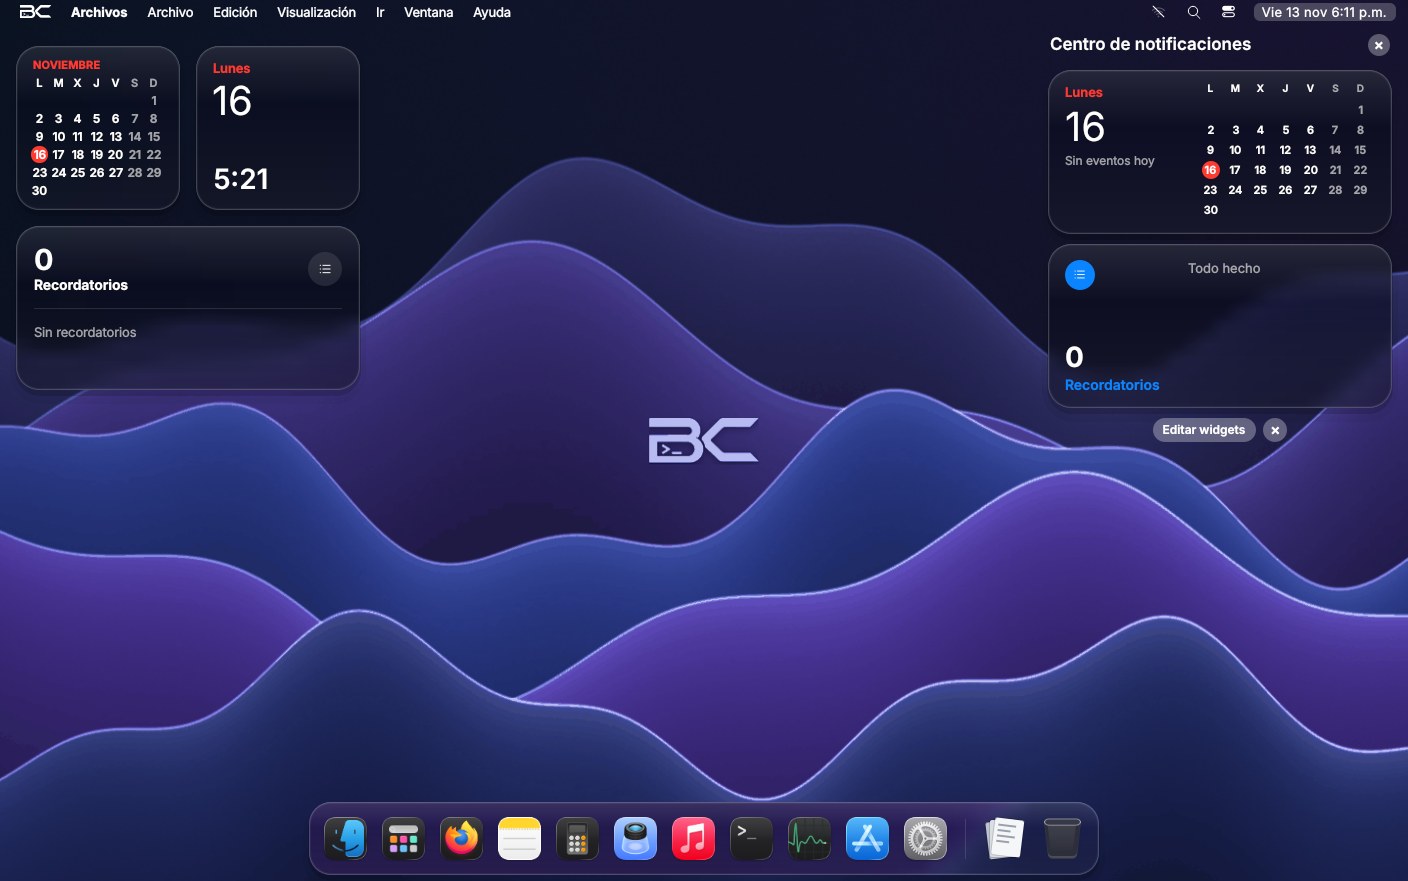 BC Archivos Archivo Edición Visualización Ir Ventana Ayuda Vie 13 nov 6:11 p.m.
NOVIEMBRE
L M X J V S D
1
2 3 4 5 6 7 8
9 10 11 12 13 14 15
16 17 18 19 20 21 22
23 24 25 26 27 28 29
30
Lunes
16
5:21
0
Recordatorios
Sin recordatorios
Centro de notificaciones
Lunes
16
Sin eventos hoy
L M X J V S D
1
2 3 4 5 6 7 8
9 10 11 12 13 14 15
16 17 18 19 20 21 22
23 24 25 26 27 28 29
30
Todo hecho
0
Recordatorios
Editar widgets
BC
>_
>_